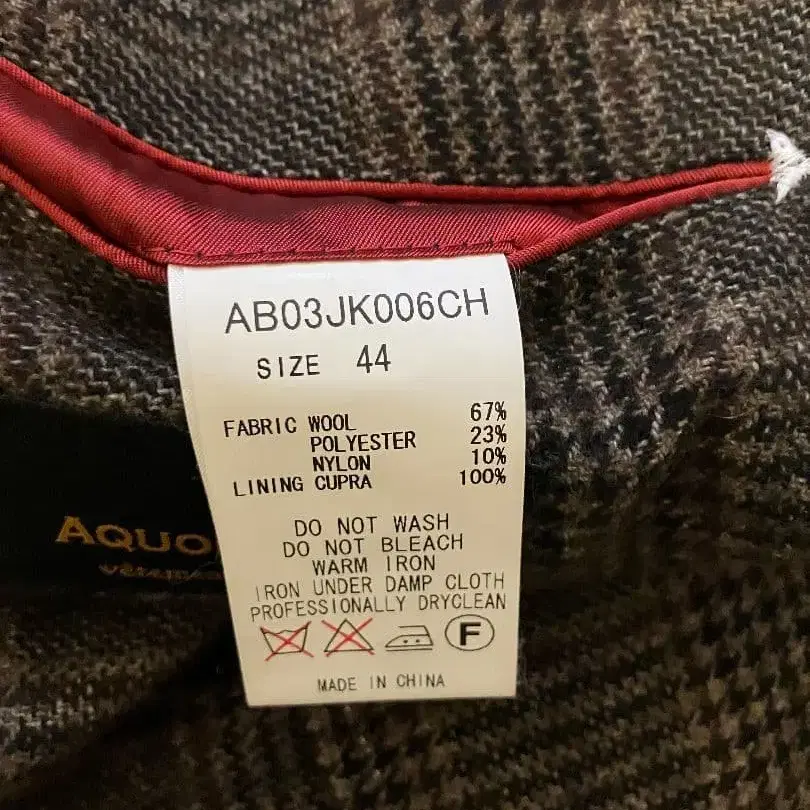 AB03JK006CH
SIZE 44
FABRIC WOOL 67%
POLYESTER 23%
NYLON 10%
LINING CUPRA 100%
DO NOT WASH
DO NOT BLEACH
WARM IRON
IRON UNDER DAMP CLOTH
PROFESSIONALLY DRYCLEAN
F
MADE IN CHINA